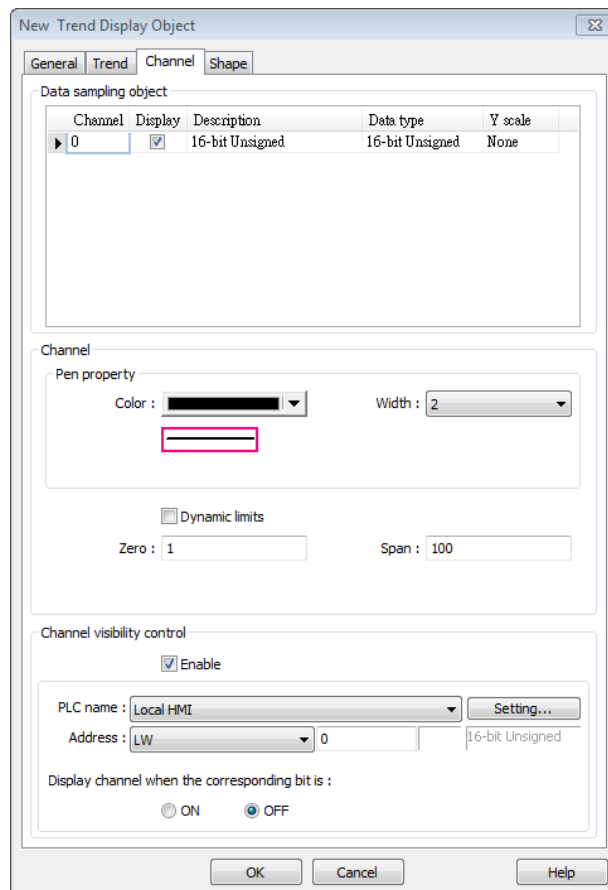 New Trend Display Object
General Trend Channel Shape
Data sampling object
Channel Display Description Data type Y scale
0 16-bit Unsigned 16-bit Unsigned None
Channel
Pen property
Color : Width : 2
Dynamic limits
Zero : 1 Span : 100
Channel visibility control
Enable
PLC name : Local HMI Setting...
Address : LW 0 16-bit Unsigned
Display channel when the corresponding bit is :
ON OFF
OK Cancel Help